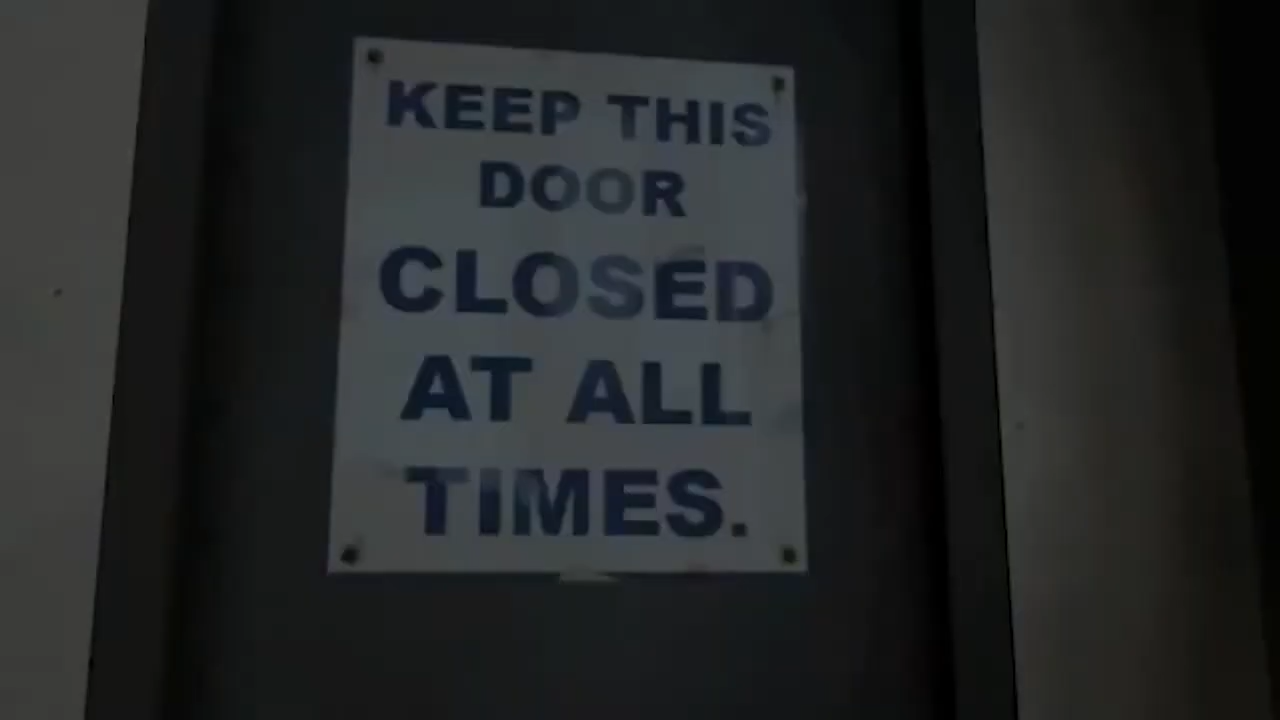 KEEP THIS
DOOR
CLOSED
AT ALL
TIMES.